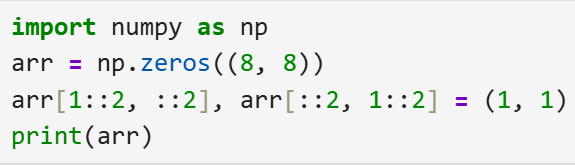 import numpy as np
arr = np.zeros((8, 8))
arr[1::2, ::2], arr[::2, 1::2] = (1, 1)
print(arr)